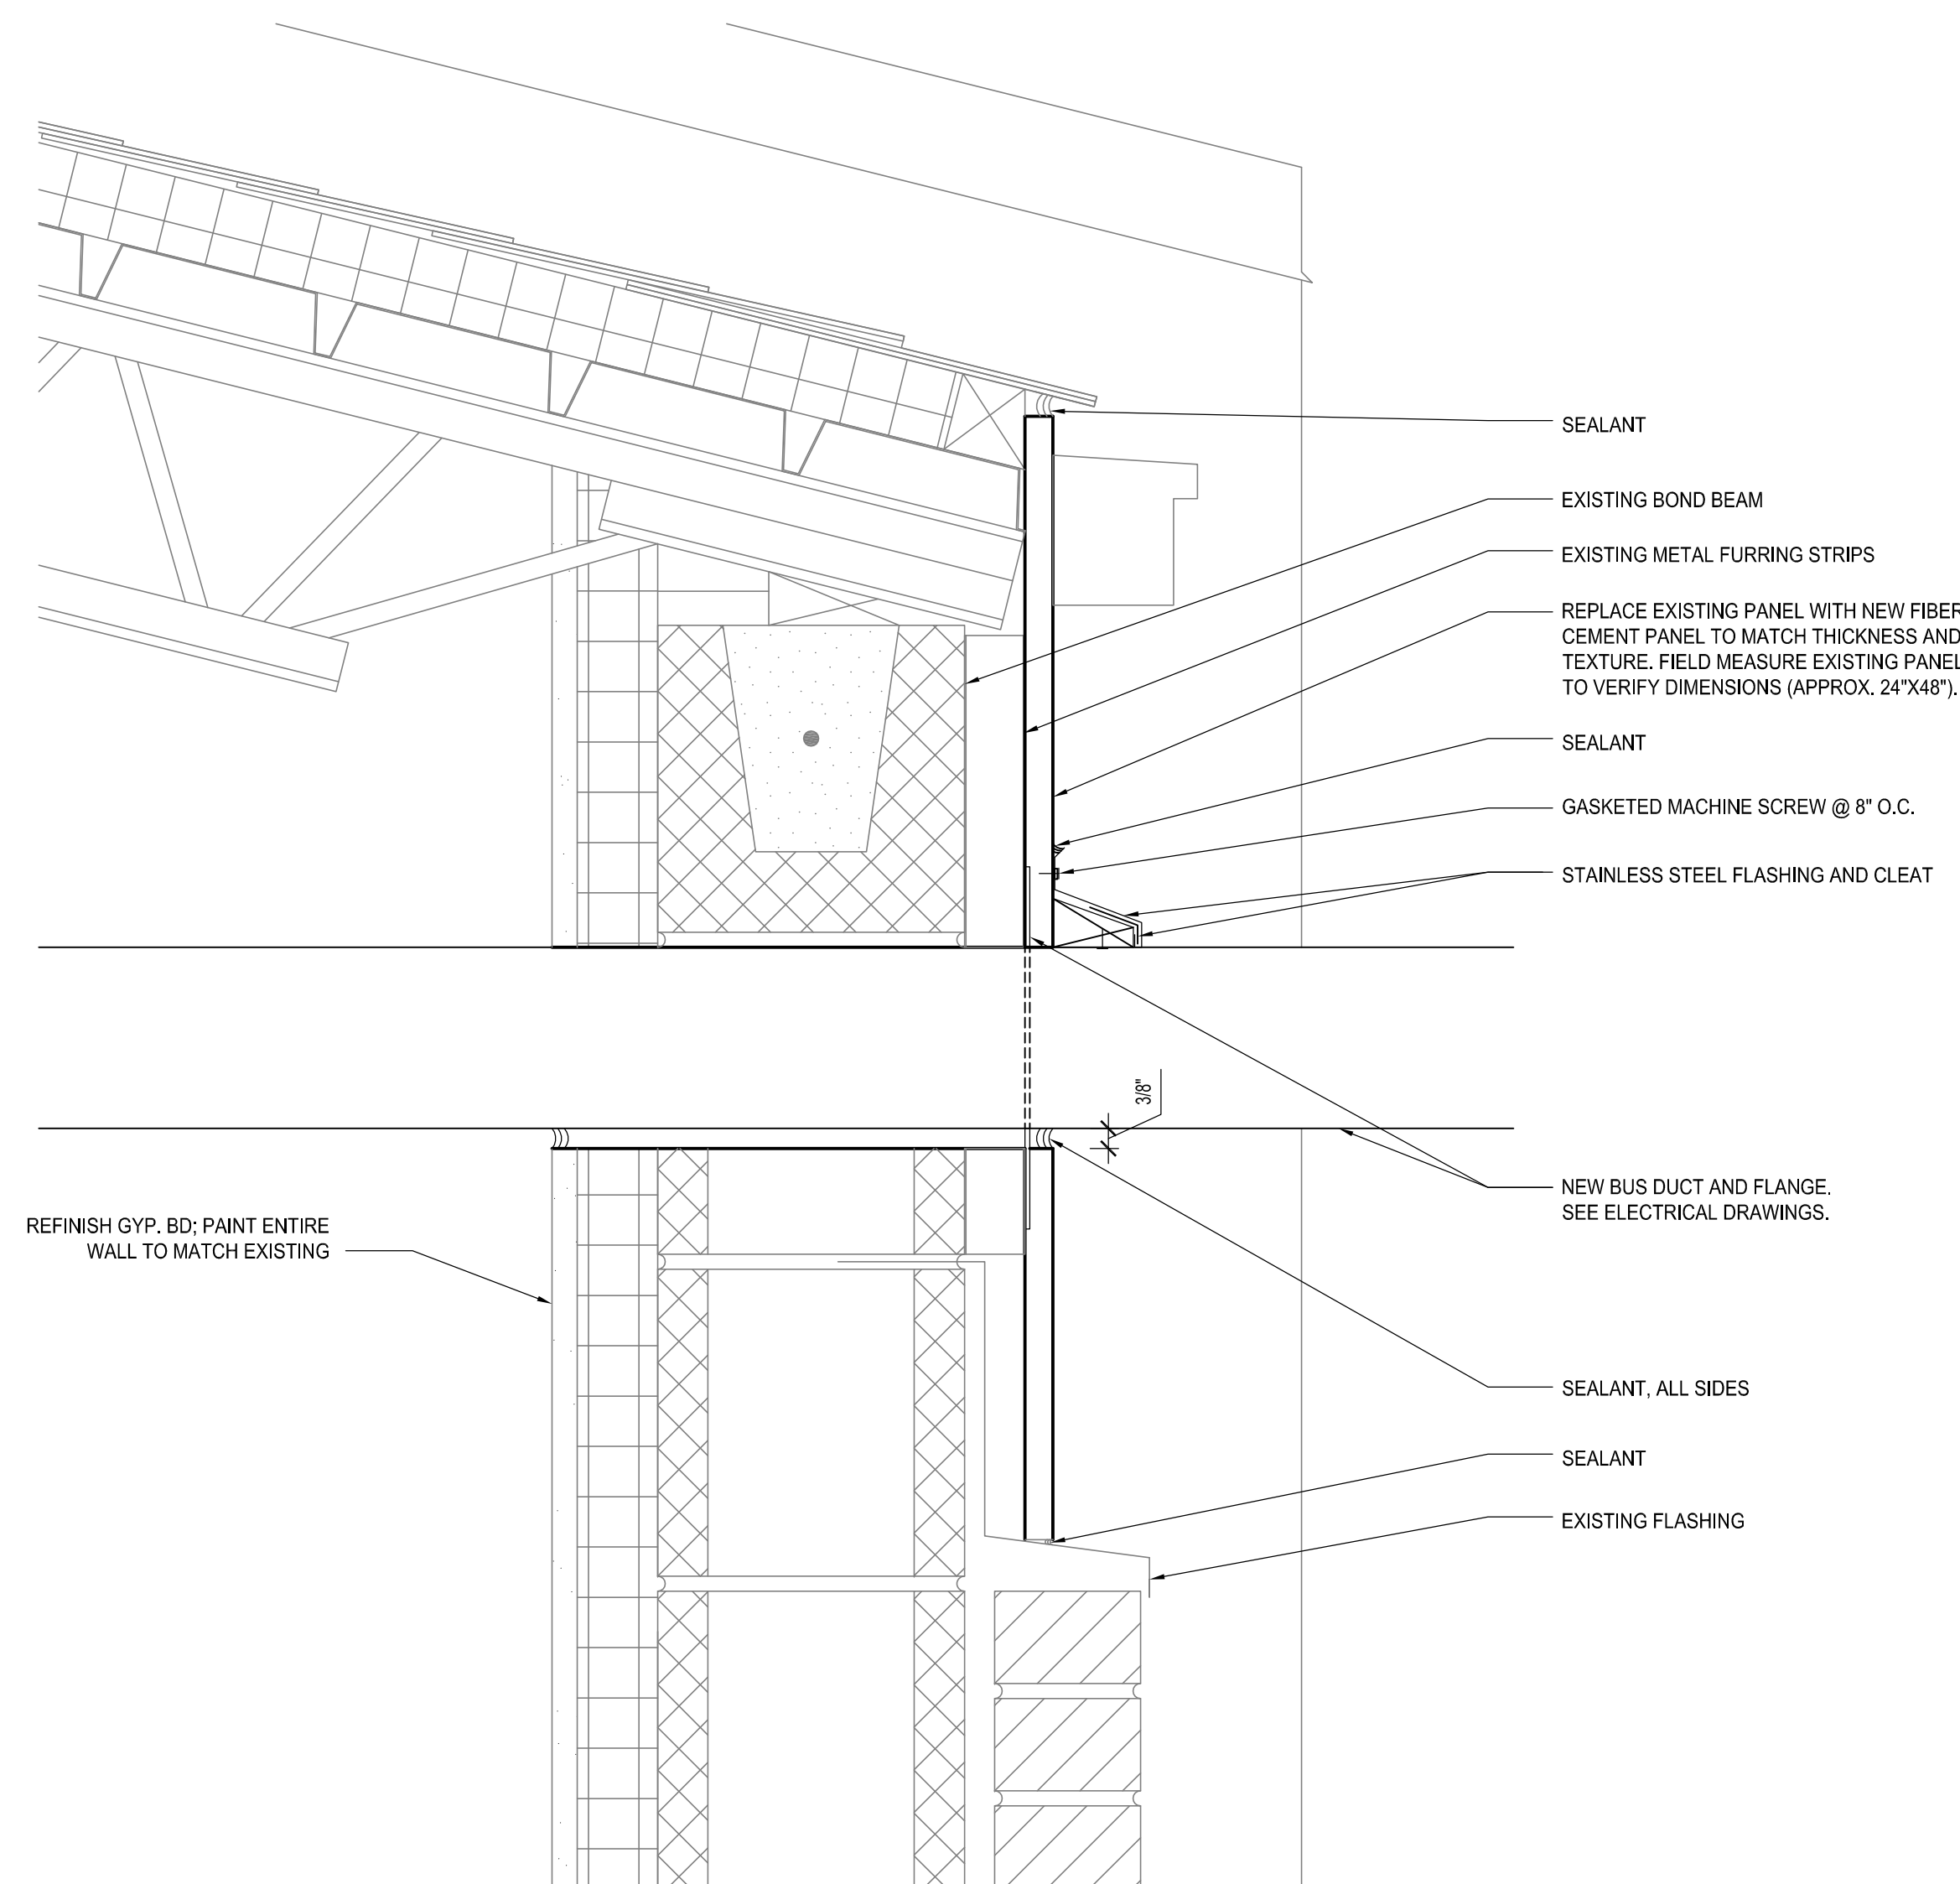 SEALANT
EXISTING BOND BEAM
EXISTING METAL FURRING STRIPS
REPLACE EXISTING PANEL WITH NEW FIBER
CEMENT PANEL TO MATCH THICKNESS AND
TEXTURE. FIELD MEASURE EXISTING PANEL
TO VERIFY DIMENSIONS (APPROX. 24"X48").
SEALANT
GASKETED MACHINE SCREW @ 8" O.C.
STAINLESS STEEL FLASHING AND CLEAT
3/8"
NEW BUS DUCT AND FLANGE.
SEE ELECTRICAL DRAWINGS.
REFINISH GYP. BD; PAINT ENTIRE
WALL TO MATCH EXISTING
SEALANT, ALL SIDES
SEALANT
EXISTING FLASHING